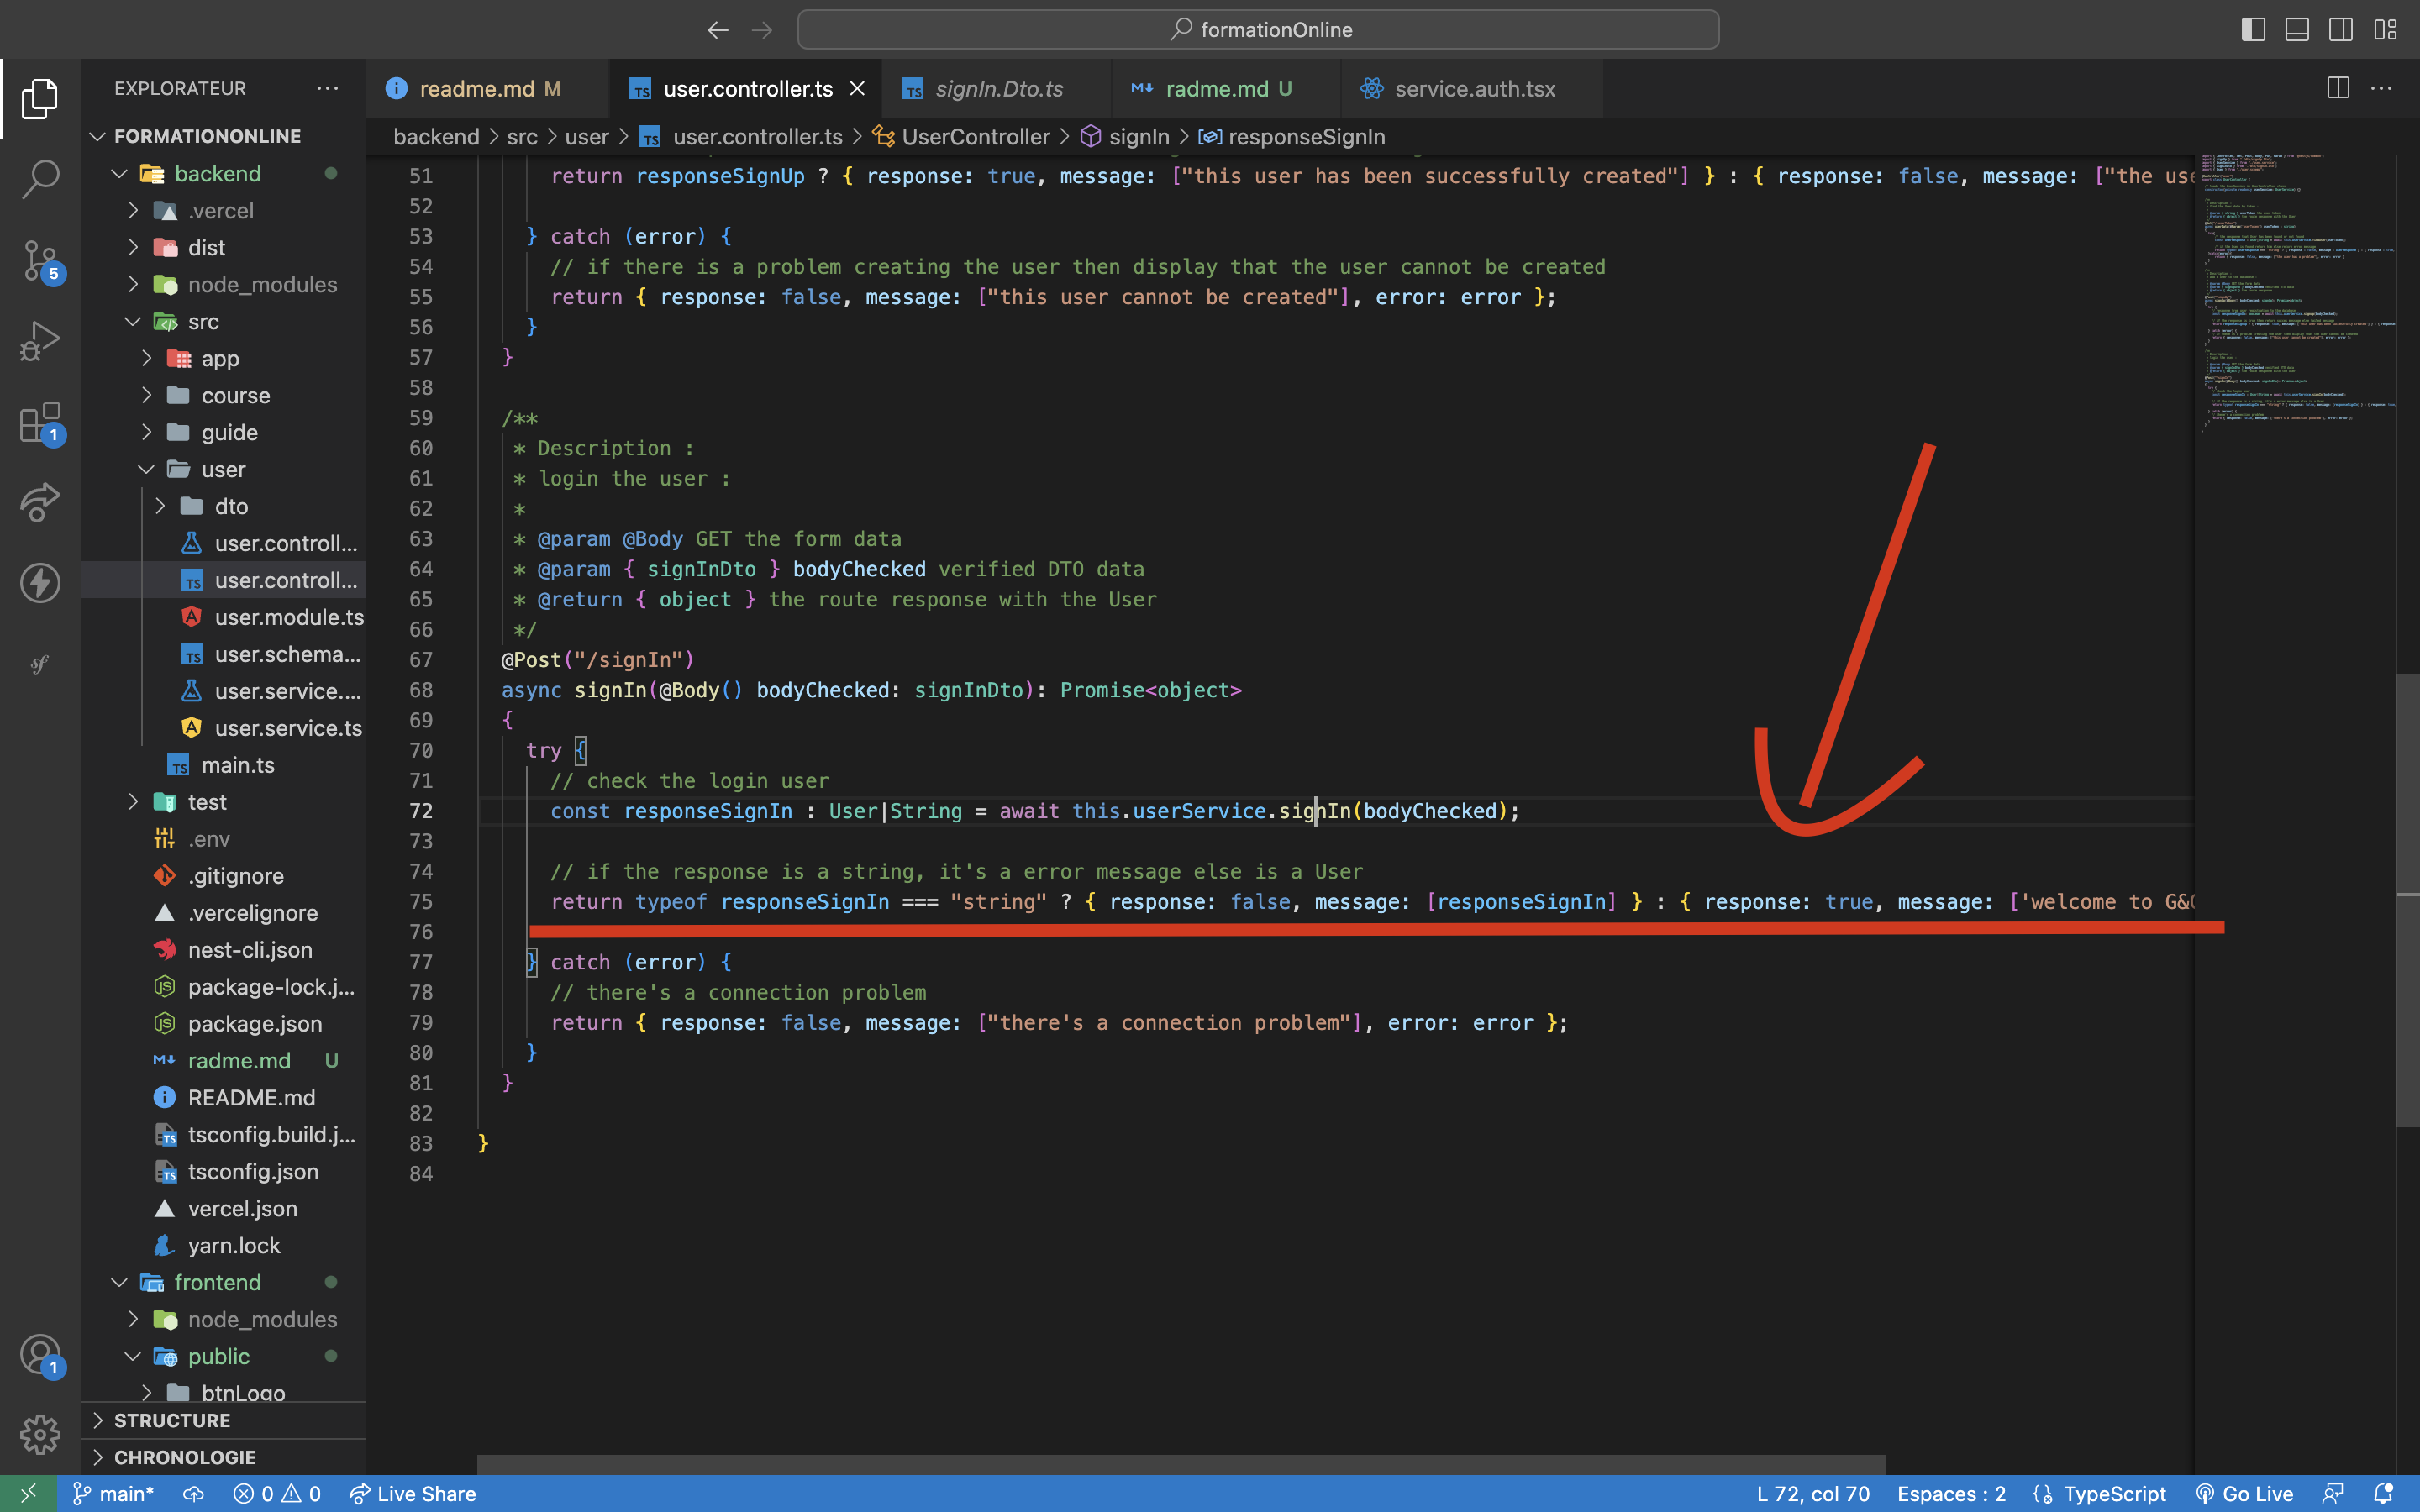 formationOnline
EXPLORATEUR
readme.md M
user.controller.ts
signIn.Dto.ts
radme.md U
service.auth.tsx
FORMATIONONLINE
backend > src > user > user.controller.ts > UserController > signIn > responseSignIn
backend
.vercel
dist
node_modules
src
app
course
guide
user
dto
user.controll...
user.controll...
user.module.ts
user.schema...
user.service....
user.service.ts
main.ts
test
.env
.gitignore
.vercelignore
nest-cli.json
package-lock.j...
package.json
radme.md U
README.md
tsconfig.build.j...
tsconfig.json
vercel.json
yarn.lock
frontend
node_modules
public
btnLogo
STRUCTURE
CHRONOLOGIE
5
1
1
51 return responseSignUp ? { response: true, message: ["this user has been successfully created"] } : { response: false, message: ["the use
52
53 } catch (error) {
54 // if there is a problem creating the user then display that the user cannot be created
55 return { response: false, message: ["this user cannot be created"], error: error };
56 }
57 }
58
59 /**
60 * Description :
61 * login the user :
62 *
63 * @param @Body GET the form data
64 * @param { signInDto } bodyChecked verified DTO data
65 * @return { object } the route response with the User
66 */
67 @Post("/signIn")
68 async signIn(@Body() bodyChecked: signInDto): Promise<object>
69 {
70 try {
71 // check the login user
72 const responseSignIn : User|String = await this.userService.signIn(bodyChecked);
73
74 // if the response is a string, it's a error message else is a User
75 return typeof responseSignIn === "string" ? { response: false, message: [responseSignIn] } : { response: true, message: ['welcome to G&
76
77 } catch (error) {
78 // there's a connection problem
79 return { response: false, message: ["there's a connection problem"], error: error };
80 }
81 }
82
83 }
84
main* 0 0 Live Share
L 72, col 70 Espaces : 2 TypeScript Go Live